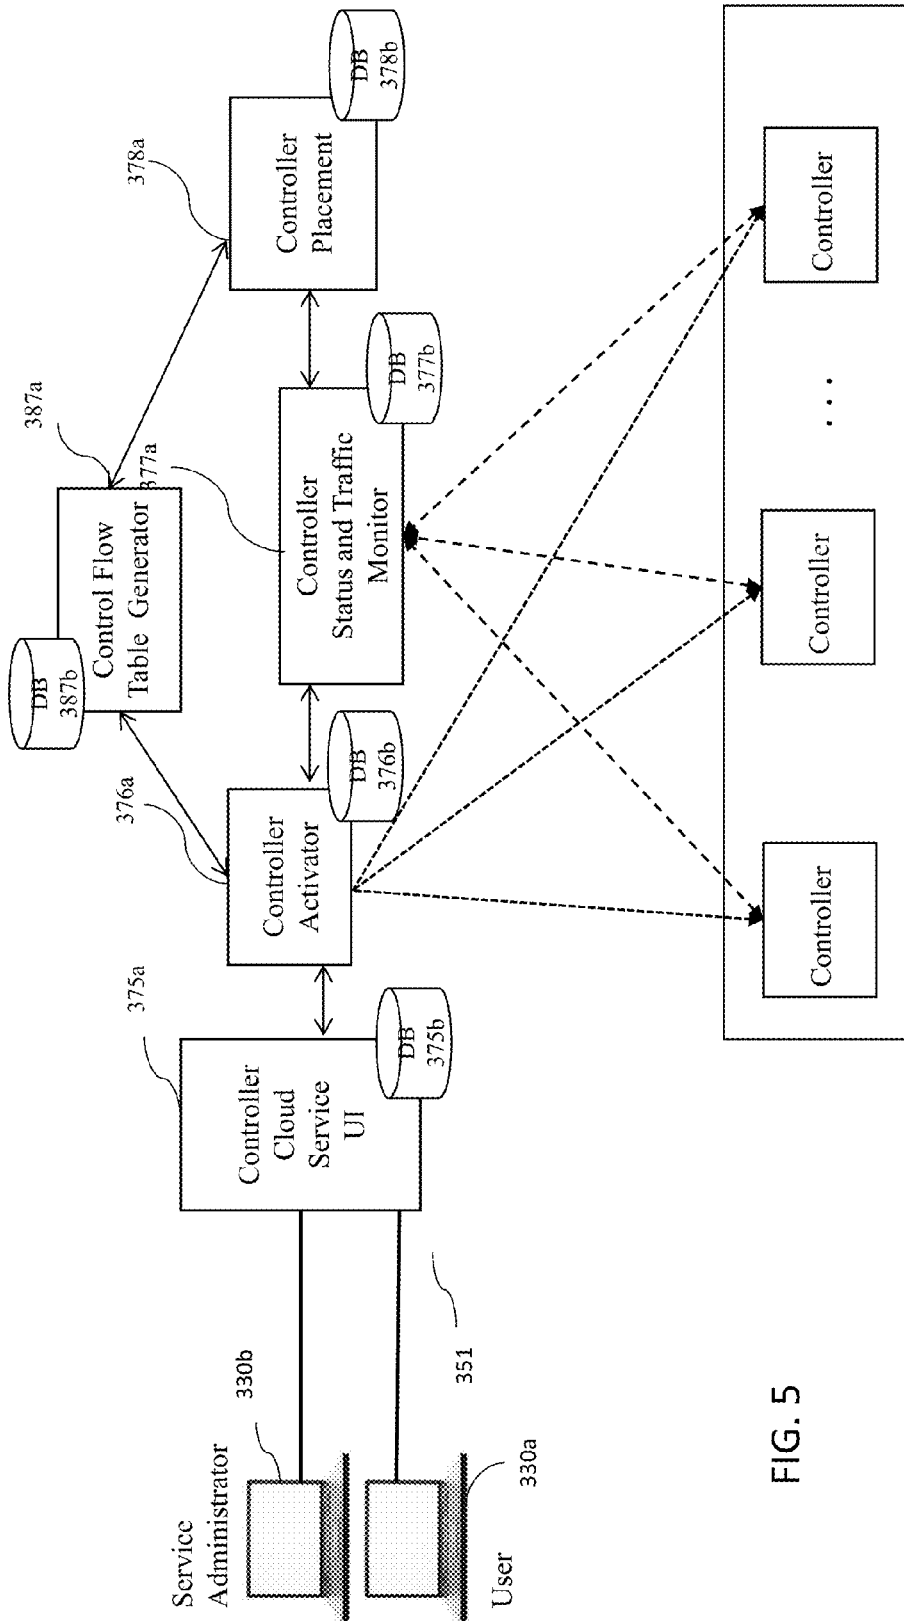 Service
Administrator
330b
User
330a
351
375a
Controller
Cloud
Service
UI
DB
375b
376a
Controller
Activator
DB
376b
DB
387b
Control Flow
Table Generator
387a
377a
Controller
Status and Traffic
Monitor
DB
377b
378a
Controller
Placement
DB
378b
Controller
Controller
. . .
Controller
FIG. 5